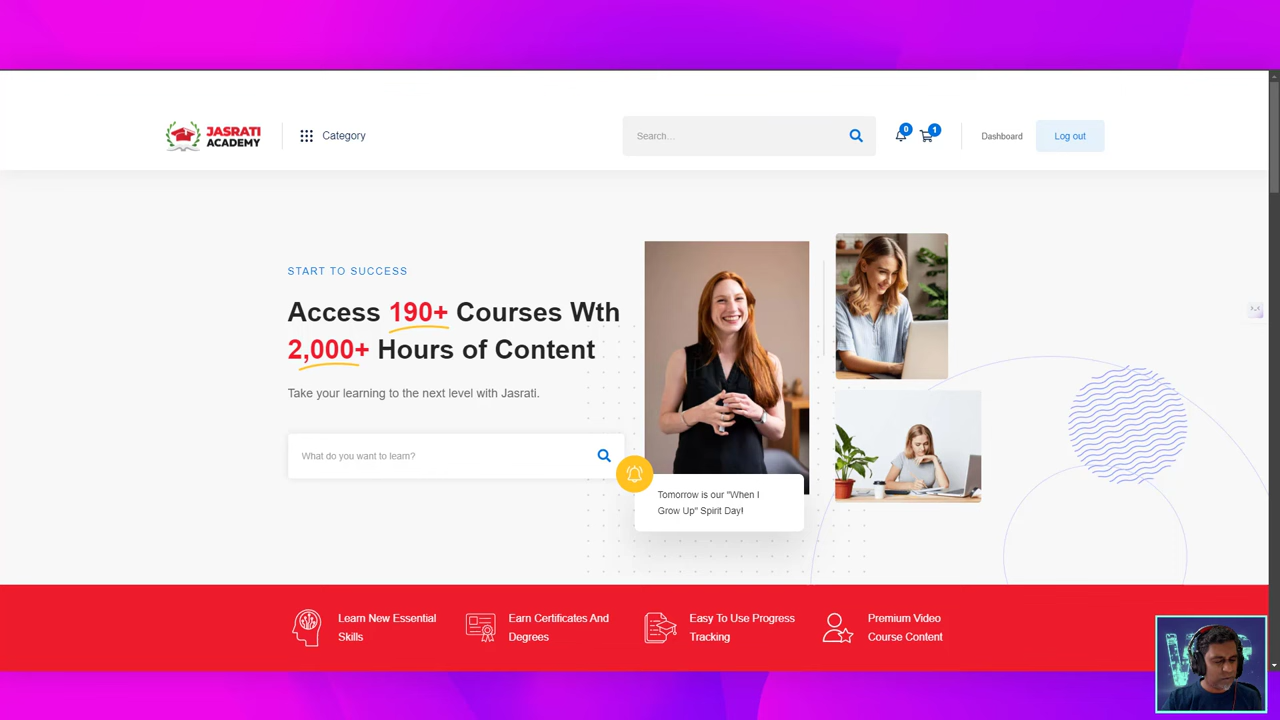 JASRATI
ACADEMY
Category
Search...
0
1
Dashboard
Log out
START TO SUCCESS
Access 190+ Courses Wth
2,000+ Hours of Content
Take your learning to the next level with Jasrati.
What do you want to learn?
Tomorrow is our "When I
Grow Up" Spirit Day!
Learn New Essential
Skills
Earn Certificates And
Degrees
Easy To Use Progress
Tracking
Premium Video
Course Content